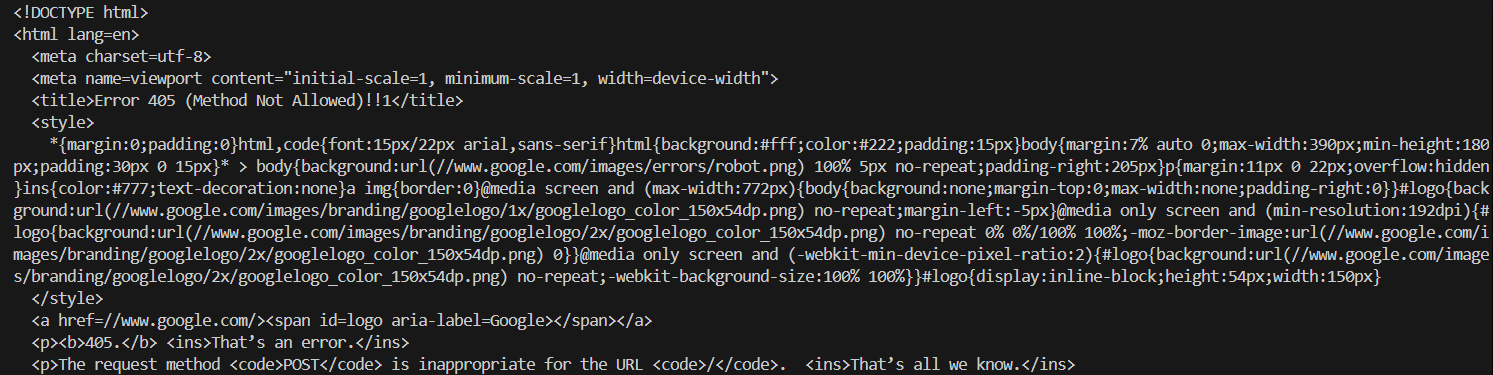 <!DOCTYPE html>
<html lang=en>
  <meta charset=utf-8>
  <meta name=viewport content="initial-scale=1, minimum-scale=1, width=device-width">
  <title>Error 405 (Method Not Allowed)!!1</title>
  <style>
    *{margin:0;padding:0}html,code{font:15px/22px arial,sans-serif}html{background:#fff;color:#222;padding:15px}body{margin:7% auto 0;max-width:390px;min-height:180
px;padding:30px 0 15px}* > body{background:url(//www.google.com/images/errors/robot.png) 100% 5px no-repeat;padding-right:205px}p{margin:11px 0 22px;overflow:hidden
}ins{color:#777;text-decoration:none}a img{border:0}@media screen and (max-width:772px){body{background:none;margin-top:0;max-width:none;padding-right:0}}#logo{back
ground:url(//www.google.com/images/branding/googlelogo/1x/googlelogo_color_150x54dp.png) no-repeat;margin-left:-5px}@media only screen and (min-resolution:192dpi){#
logo{background:url(//www.google.com/images/branding/googlelogo/2x/googlelogo_color_150x54dp.png) no-repeat 0% 0%/100% 100%;-moz-border-image:url(//www.google.com/i
mages/branding/googlelogo/2x/googlelogo_color_150x54dp.png) 0}}@media only screen and (-webkit-min-device-pixel-ratio:2){#logo{background:url(//www.google.com/image
s/branding/googlelogo/2x/googlelogo_color_150x54dp.png) no-repeat;-webkit-background-size:100% 100%}}#logo{display:inline-block;height:54px;width:150px}
  </style>
  <a href=//www.google.com/><span id=logo aria-label=Google></span></a>
  <p><b>405.</b> <ins>That’s an error.</ins>
  <p>The request method <code>POST</code> is inappropriate for the URL <code>/</code>.  <ins>That’s all we know.</ins>